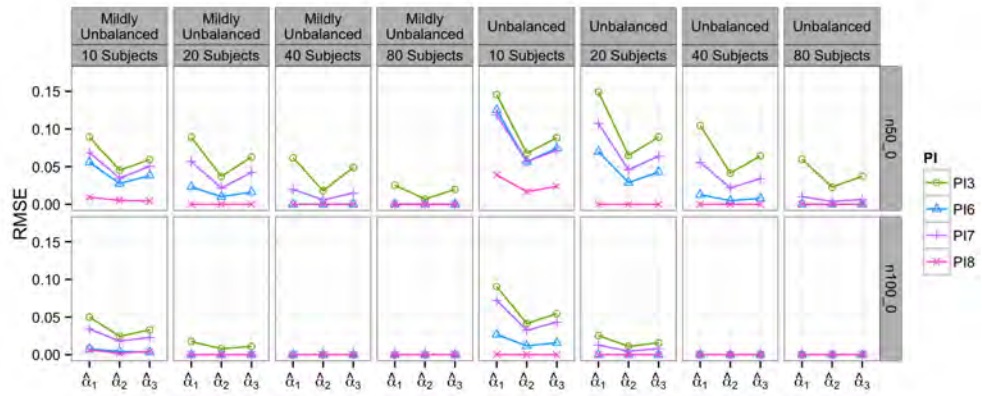 Mildly Unbalanced Mildly Unbalanced Mildly Unbalanced Mildly Unbalanced Unbalanced Unbalanced Unbalanced Unbalanced
10 Subjects 20 Subjects 40 Subjects 80 Subjects 10 Subjects 20 Subjects 40 Subjects 80 Subjects
0.15
0.10
0.05
0.00
n50_0
RMSE
0.15
0.10
0.05
0.00
n100_0
α̂₁ α̂₂ α̂₃ α̂₁ α̂₂ α̂₃ α̂₁ α̂₂ α̂₃ α̂₁ α̂₂ α̂₃ α̂₁ α̂₂ α̂₃ α̂₁ α̂₂ α̂₃ α̂₁ α̂₂ α̂₃ α̂₁ α̂₂ α̂₃
PI
PI3
PI6
PI7
PI8